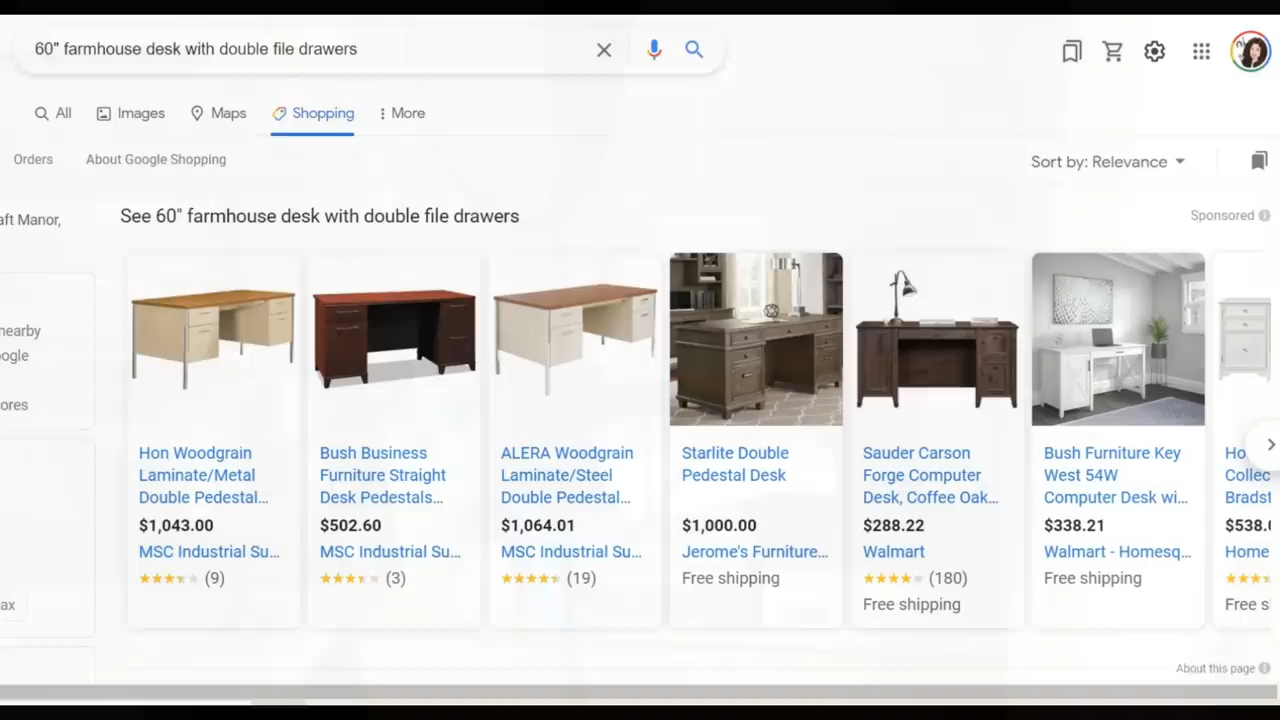 60" farmhouse desk with double file drawers
All
Images
Maps
Shopping
More
Orders
About Google Shopping
Sort by: Relevance
aft Manor,
See 60" farmhouse desk with double file drawers
Sponsored
nearby
ogle
ores
ax
Hon Woodgrain
Laminate/Metal
Double Pedestal...
$1,043.00
MSC Industrial Su...
(9)
Bush Business
Furniture Straight
Desk Pedestals...
$502.60
MSC Industrial Su...
(3)
ALERA Woodgrain
Laminate/Steel
Double Pedestal...
$1,064.01
MSC Industrial Su...
(19)
Starlite Double
Pedestal Desk
$1,000.00
Jerome's Furniture...
Free shipping
Sauder Carson
Forge Computer
Desk, Coffee Oak...
$288.22
Walmart
(180)
Free shipping
Bush Furniture Key
West 54W
Computer Desk wi...
$338.21
Walmart - Homesq...
Free shipping
Ho
Collec
Bradst
$538.0
Home
Free s
About this page